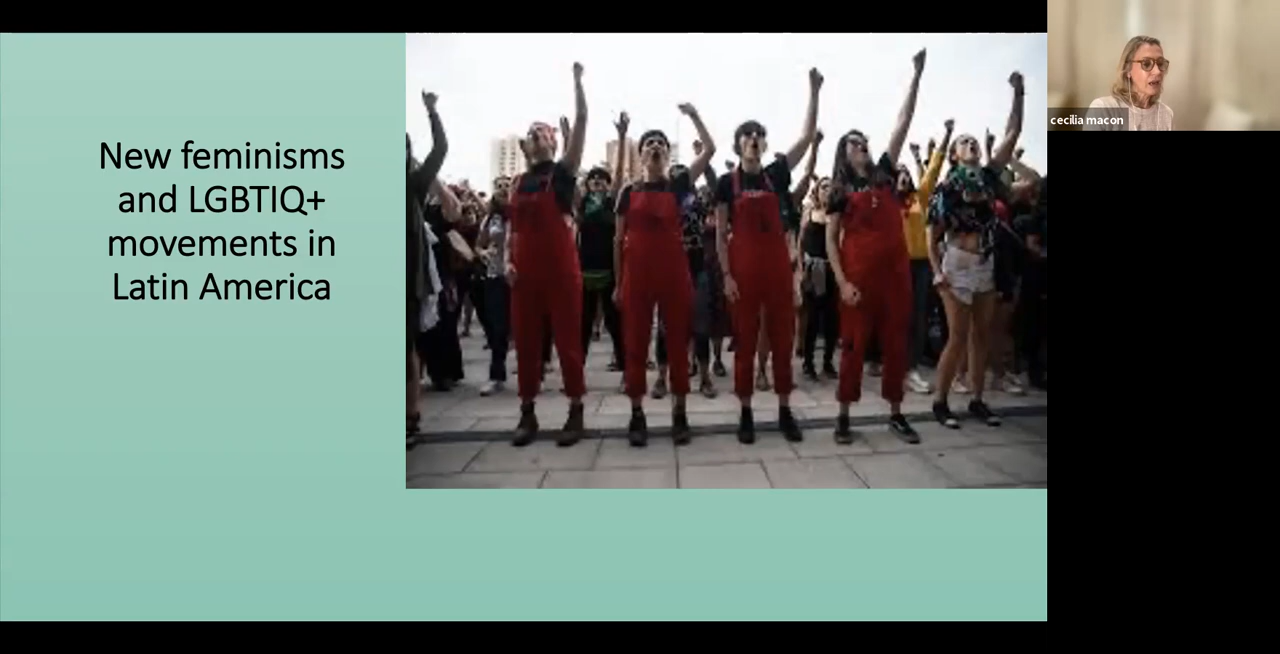 New feminisms
and LGBTIQ+
movements in
Latin America
cecilia macon